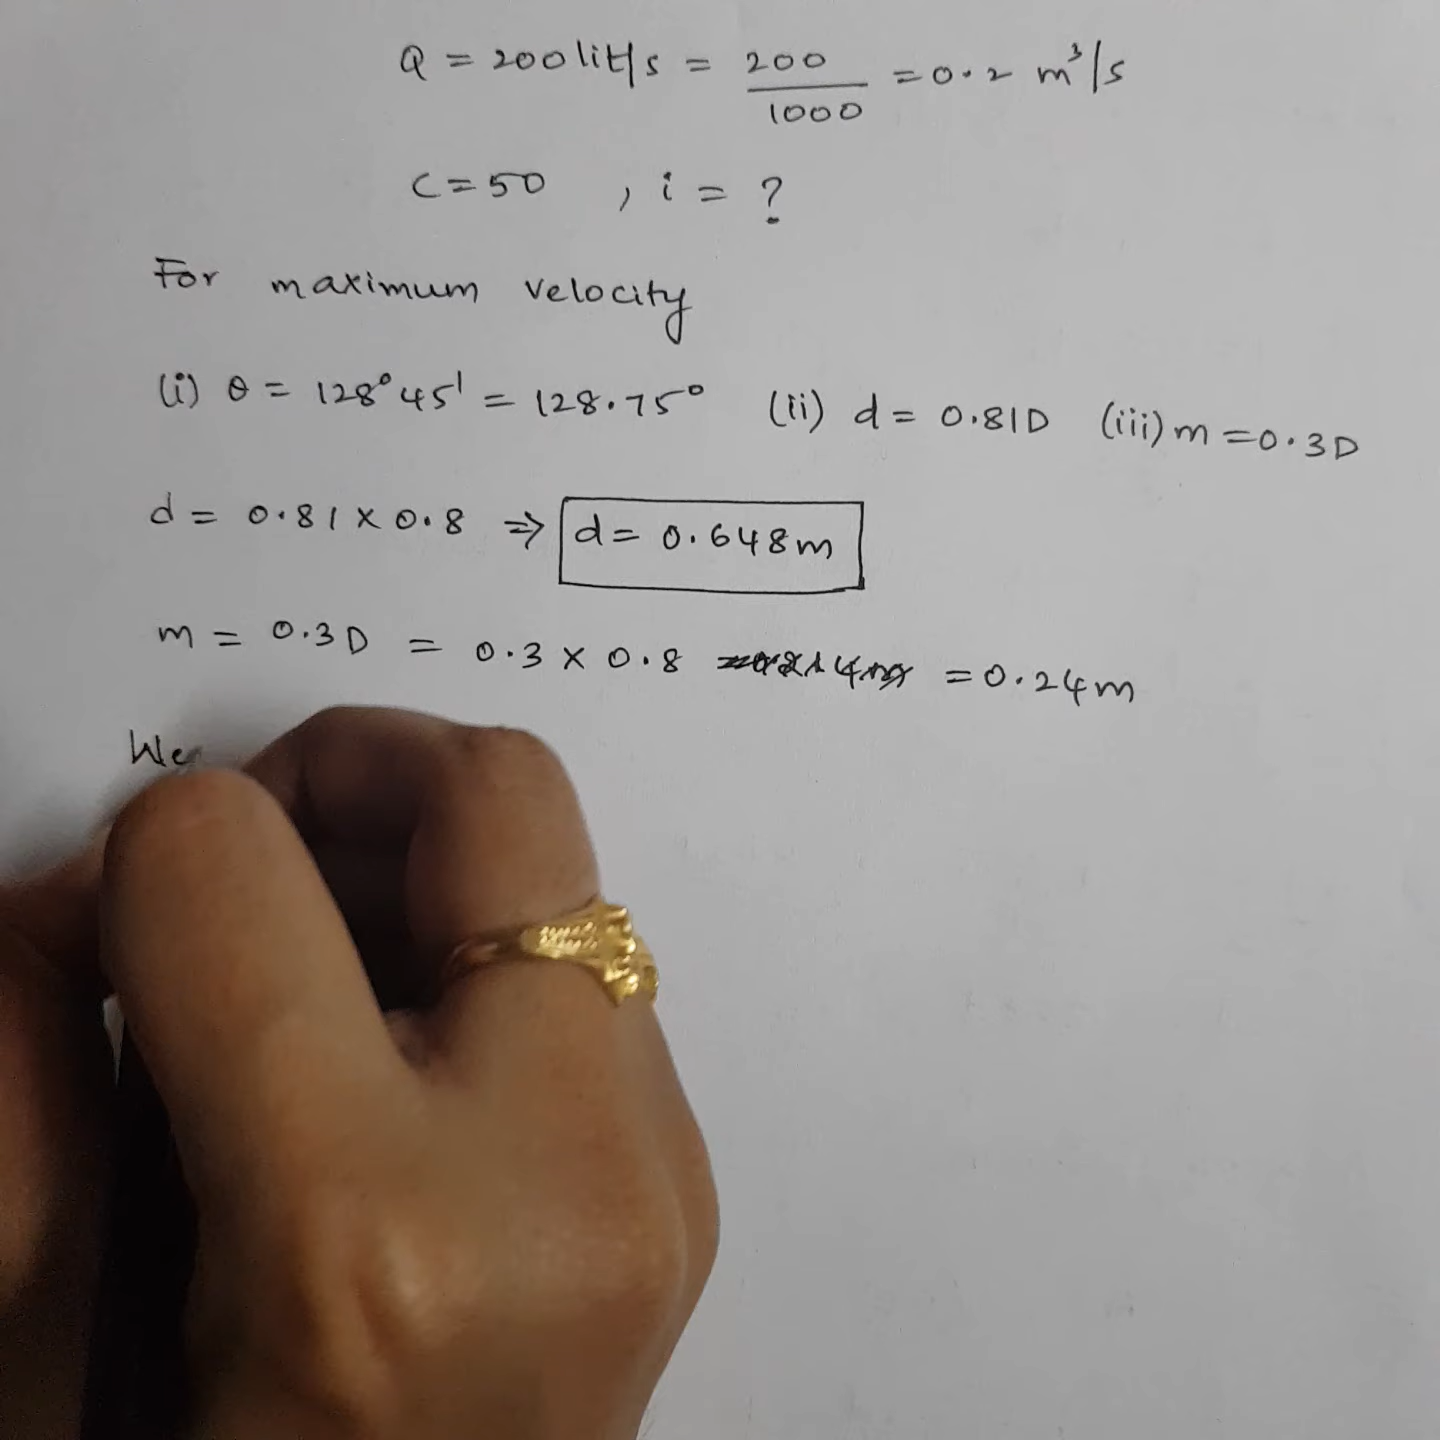 Q = 200 lit/s = 200/1000 = 0.2 m³/s
C = 50 , i = ?
For maximum velocity
(i) θ = 128°45' = 128.75° (ii) d = 0.81D (iii) m = 0.3D
d = 0.81 × 0.8 ⇒ d = 0.648m
m = 0.3D = 0.3 × 0.8 = 0.24m
We